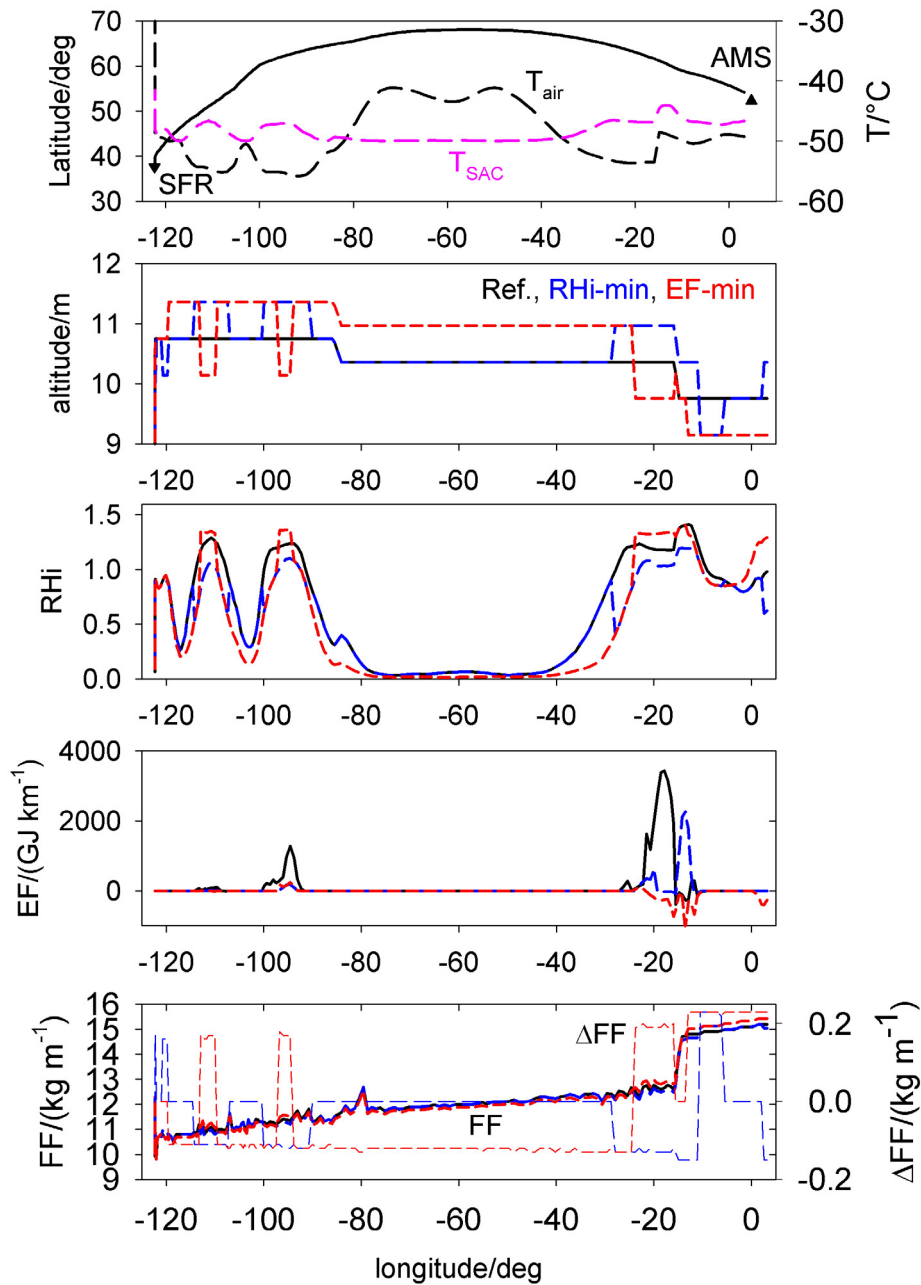 70
60
50
40
30
Latitude/deg
-30
-40
-50
-60
T/°C
AMS
T_air
T_SAC
SFR
-120 -100 -80 -60 -40 -20 0
12
11
10
9
altitude/m
Ref., RHi-min, EF-min
-120 -100 -80 -60 -40 -20 0
1.5
1.0
0.5
0.0
RHi
-120 -100 -80 -60 -40 -20 0
4000
2000
0
EF/(GJ km⁻¹)
-120 -100 -80 -60 -40 -20 0
16
15
14
13
12
11
10
9
FF/(kg m⁻¹)
ΔFF
FF
0.2
0.0
-0.2
-0.2
ΔFF/(kg m⁻¹)
-120 -100 -80 -60 -40 -20 0
longitude/deg